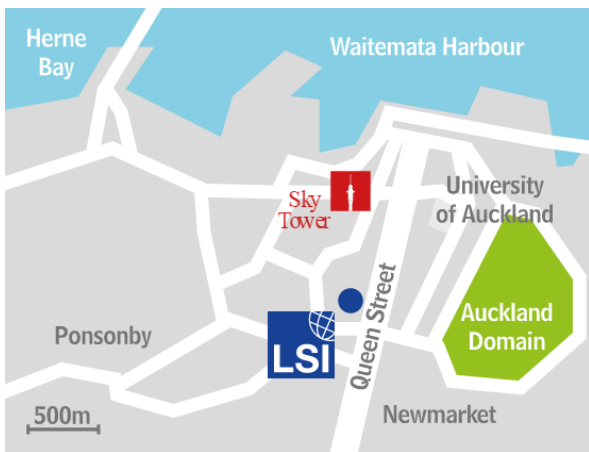 Herne
Bay
Waitemata Harbour
University
of Auckland
Sky
Tower
Queen Street
Auckland
Domain
Ponsonby
LSI
Newmarket
500m